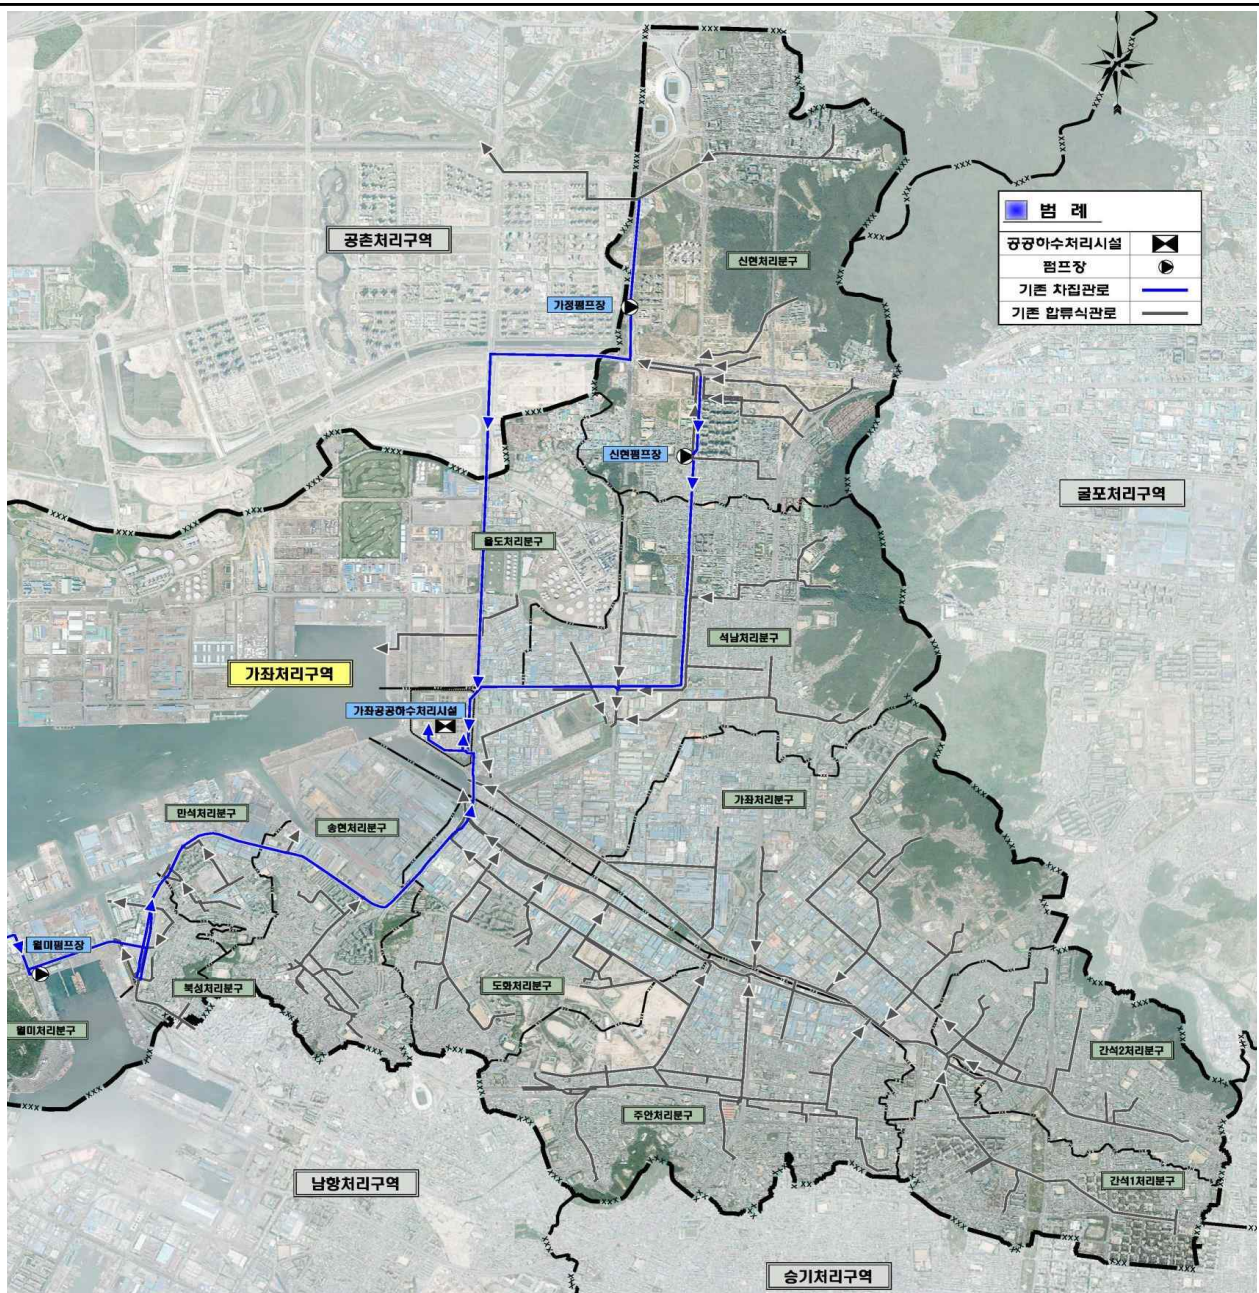 범 례
공공하수처리시설
펌프장
기존 차집관로
기존 합류식관로
공촌처리구역
신현처리분구
가정펌프장
신현펌프장
굴포처리구역
율도처리분구
석남처리분구
가좌처리구역
가좌공공하수처리시설
가좌처리분구
만석처리분구
송현처리분구
월미펌프장
북성처리분구
도화처리분구
월미처리분구
간석2처리분구
주안처리분구
남항처리구역
간석1처리분구
승기처리구역